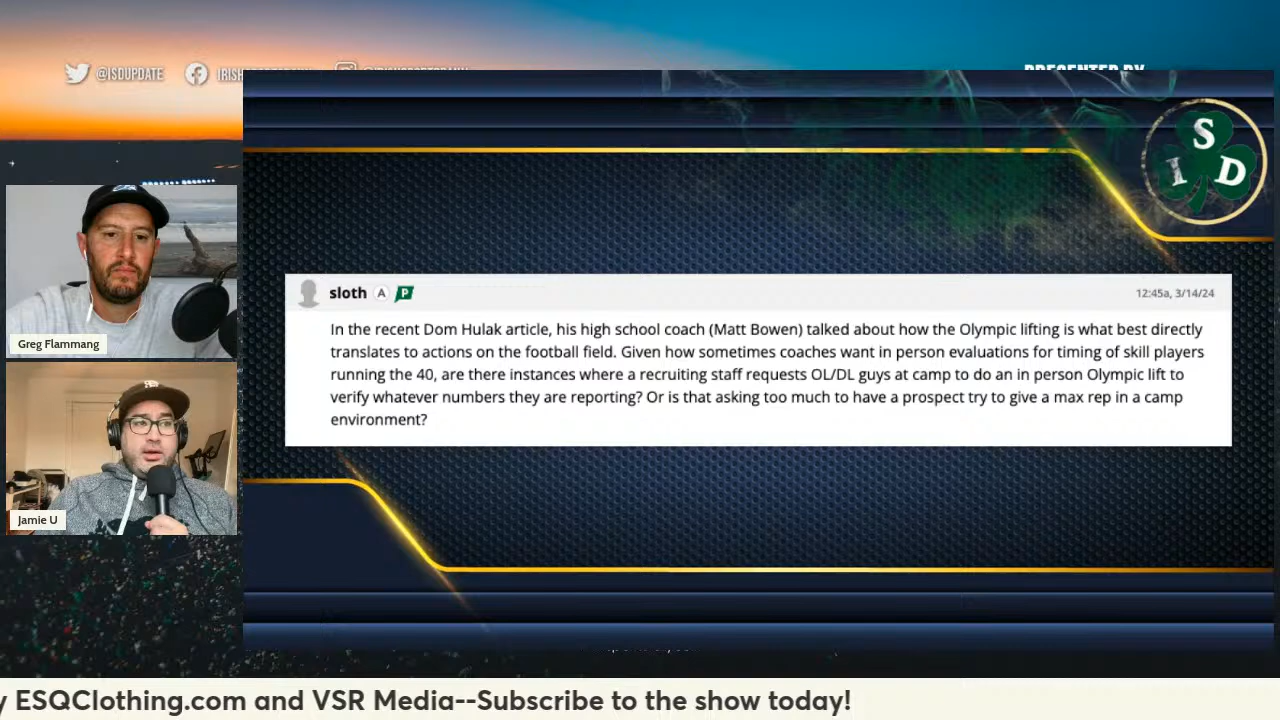 @ISDUPDATE
PRESENTED BY
I S D
sloth A P
12:45a, 3/14/24
In the recent Dom Hulak article, his high school coach (Matt Bowen) talked about how the Olympic lifting is what best directly
translates to actions on the football field. Given how sometimes coaches want in person evaluations for timing of skill players
running the 40, are there instances where a recruiting staff requests OL/DL guys at camp to do an in person Olympic lift to
verify whatever numbers they are reporting? Or is that asking too much to have a prospect try to give a max rep in a camp
environment?
Greg Flammang
Jamie U
y ESQClothing.com and VSR Media--Subscribe to the show today!